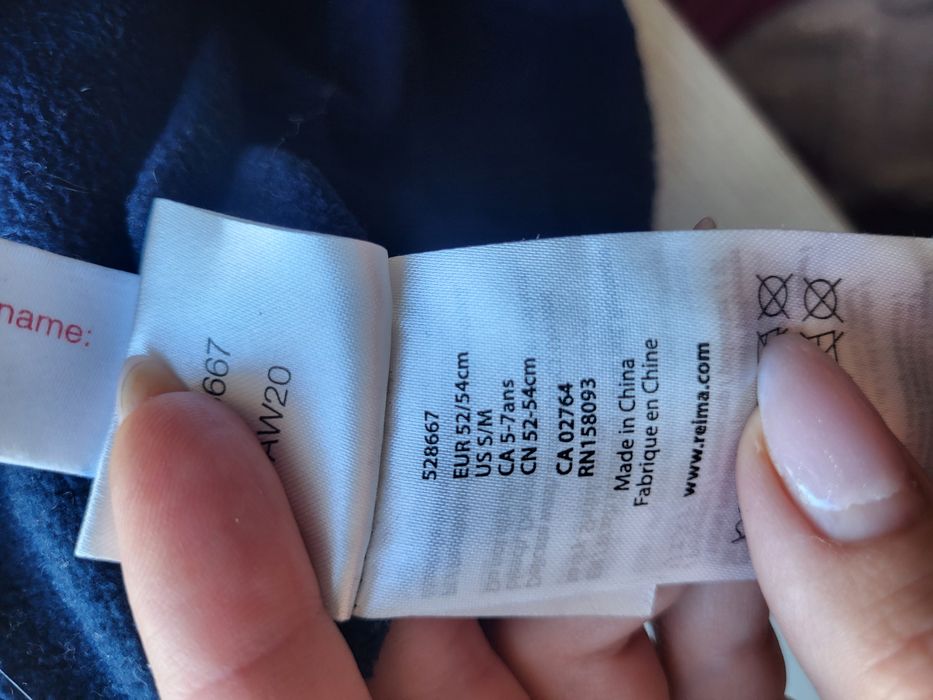 name:
667
AW20
528667
EUR 52/54cm
US S/M
CA 5-7ans
CN 52-54cm
CA 02764
RN158093
Made in China
Fabrique en Chine
www.reima.com